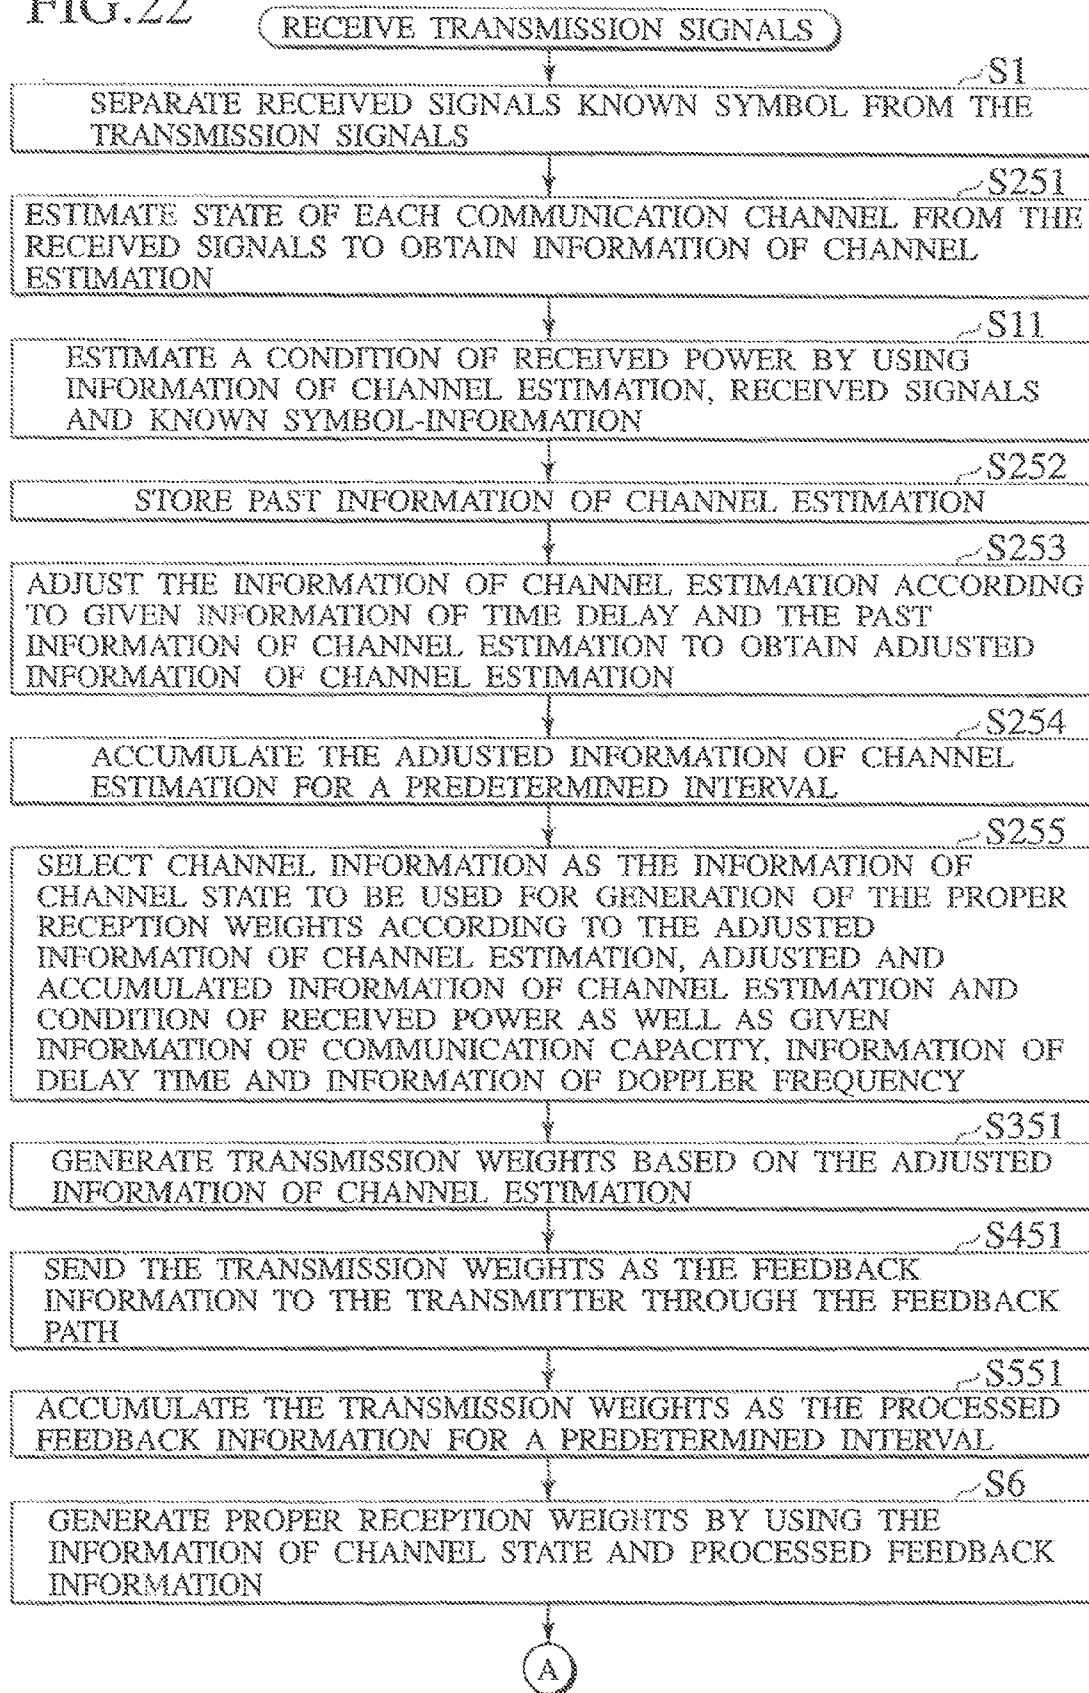 FIG.22
RECEIVE TRANSMISSION SIGNALS
S1
SEPARATE RECEIVED SIGNALS KNOWN SYMBOL FROM THE
TRANSMISSION SIGNALS
S251
ESTIMATE STATE OF EACH COMMUNICATION CHANNEL FROM THE
RECEIVED SIGNALS TO OBTAIN INFORMATION OF CHANNEL
ESTIMATION
S11
ESTIMATE A CONDITION OF RECEIVED POWER BY USING
INFORMATION OF CHANNEL ESTIMATION, RECEIVED SIGNALS
AND KNOWN SYMBOL-INFORMATION
S252
STORE PAST INFORMATION OF CHANNEL ESTIMATION
S253
ADJUST THE INFORMATION OF CHANNEL ESTIMATION ACCORDING
TO GIVEN INFORMATION OF TIME DELAY AND THE PAST
INFORMATION OF CHANNEL ESTIMATION TO OBTAIN ADJUSTED
INFORMATION OF CHANNEL ESTIMATION
S254
ACCUMULATE THE ADJUSTED INFORMATION OF CHANNEL
ESTIMATION FOR A PREDETERMINED INTERVAL
S255
SELECT CHANNEL INFORMATION AS THE INFORMATION OF
CHANNEL STATE TO BE USED FOR GENERATION OF THE PROPER
RECEPTION WEIGHTS ACCORDING TO THE ADJUSTED
INFORMATION OF CHANNEL ESTIMATION, ADJUSTED AND
ACCUMULATED INFORMATION OF CHANNEL ESTIMATION AND
CONDITION OF RECEIVED POWER AS WELL AS GIVEN
INFORMATION OF COMMUNICATION CAPACITY, INFORMATION OF
DELAY TIME AND INFORMATION OF DOPPLER FREQUENCY
S351
GENERATE TRANSMISSION WEIGHTS BASED ON THE ADJUSTED
INFORMATION OF CHANNEL ESTIMATION
S451
SEND THE TRANSMISSION WEIGHTS AS THE FEEDBACK
INFORMATION TO THE TRANSMITTER THROUGH THE FEEDBACK
PATH
S551
ACCUMULATE THE TRANSMISSION WEIGHTS AS THE PROCESSED
FEEDBACK INFORMATION FOR A PREDETERMINED INTERVAL
S6
GENERATE PROPER RECEPTION WEIGHTS BY USING THE
INFORMATION OF CHANNEL STATE AND PROCESSED FEEDBACK
INFORMATION
A